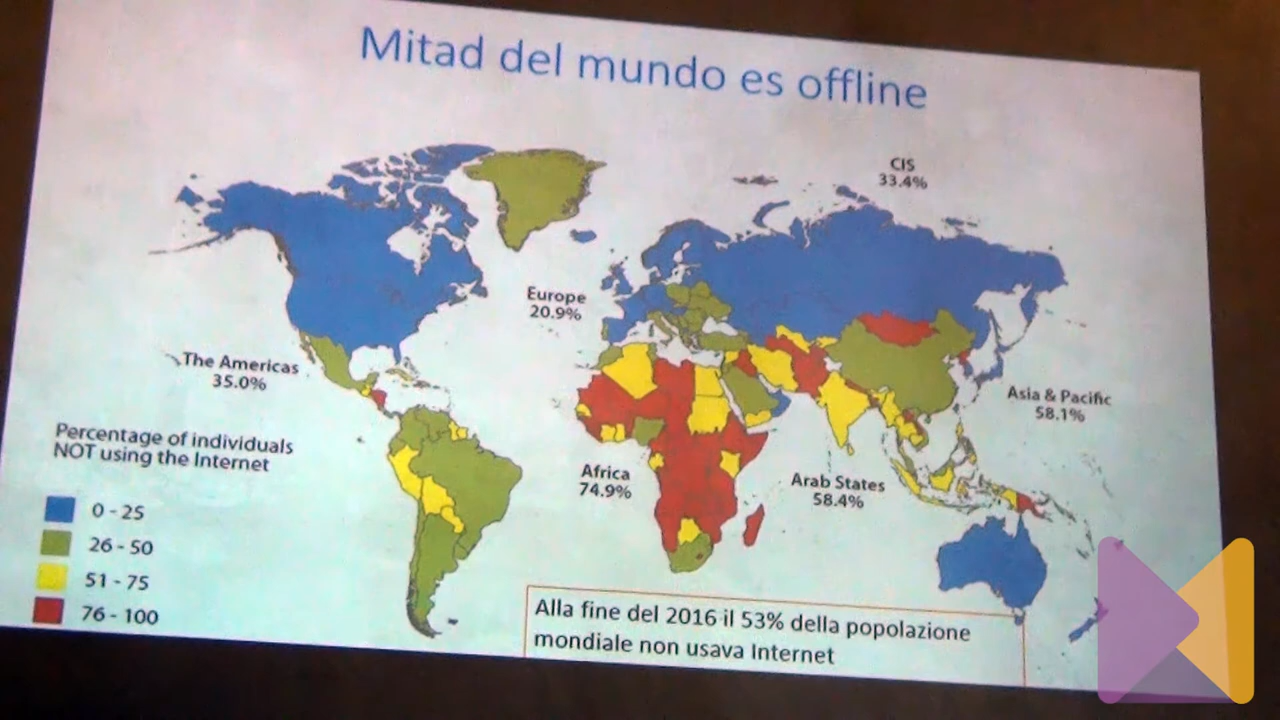 Mitad del mundo es offline
CIS
33.4%
Europe
20.9%
The Americas
35.0%
Asia & Pacific
58.1%
Africa
74.9%
Arab States
58.4%
Percentage of individuals
NOT using the Internet
0 - 25
26 - 50
51 - 75
76 - 100
Alla fine del 2016 il 53% della popolazione
mondiale non usava Internet